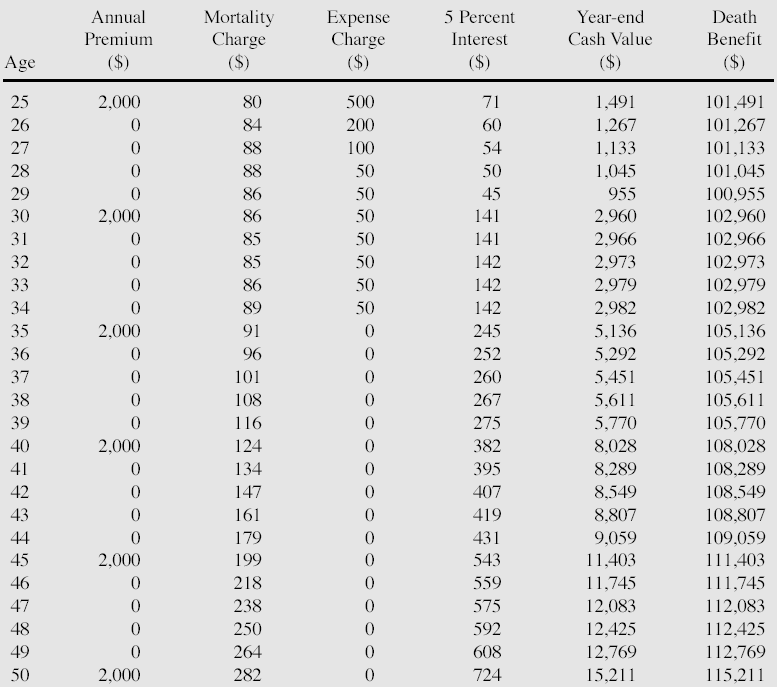 Annual Mortality Expense 5 Percent Year-end Death
Premium Charge Charge Interest Cash Value Benefit
Age ($) ($) ($) ($) ($) ($)
25 2,000 80 500 71 1,491 101,491
26 0 84 200 60 1,267 101,267
27 0 88 100 54 1,133 101,133
28 0 88 50 50 1,045 101,045
29 0 86 50 45 955 100,955
30 2,000 86 50 141 2,960 102,960
31 0 85 50 141 2,966 102,966
32 0 85 50 142 2,973 102,973
33 0 86 50 142 2,979 102,979
34 0 89 50 142 2,982 102,982
35 2,000 91 0 245 5,136 105,136
36 0 96 0 252 5,292 105,292
37 0 101 0 260 5,451 105,451
38 0 108 0 267 5,611 105,611
39 0 116 0 275 5,770 105,770
40 2,000 124 0 382 8,028 108,028
41 0 134 0 395 8,289 108,289
42 0 147 0 407 8,549 108,549
43 0 161 0 419 8,807 108,807
44 0 179 0 431 9,059 109,059
45 2,000 199 0 543 11,403 111,403
46 0 218 0 559 11,745 111,745
47 0 238 0 575 12,083 112,083
48 0 250 0 592 12,425 112,425
49 0 264 0 608 12,769 112,769
50 2,000 282 0 724 15,211 115,211